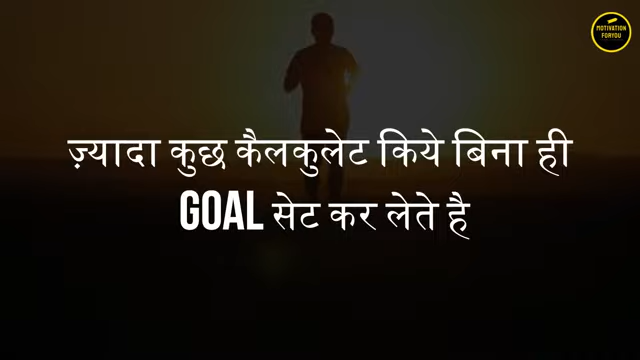 MOTIVATION
FORYOU
ज़्यादा कुछ कैलकुलेट किये बिना ही
GOAL सेट कर लेते है